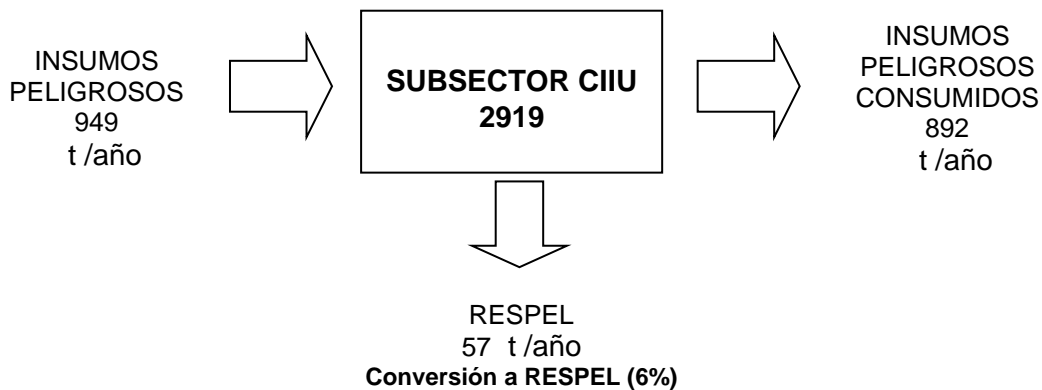 INSUMOS
PELIGROSOS
949
t /año
SUBSECTOR CIIU
2919
INSUMOS
PELIGROSOS
CONSUMIDOS
892
t /año
RESPEL
57 t /año
Conversión a RESPEL (6%)